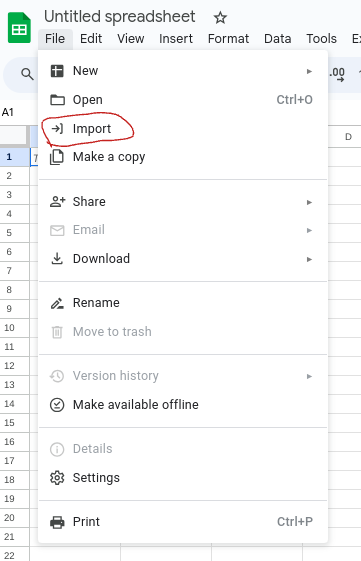 Untitled spreadsheet
File Edit View Insert Format Data Tools
.00
A1
D
New
Open Ctrl+O
Import
Make a copy
Share
Email
Download
Rename
Move to trash
Version history
Make available offline
Details
Settings
Print Ctrl+P
1
2
3
4
5
6
7
8
9
10
11
12
13
14
15
16
17
18
19
20
21
22